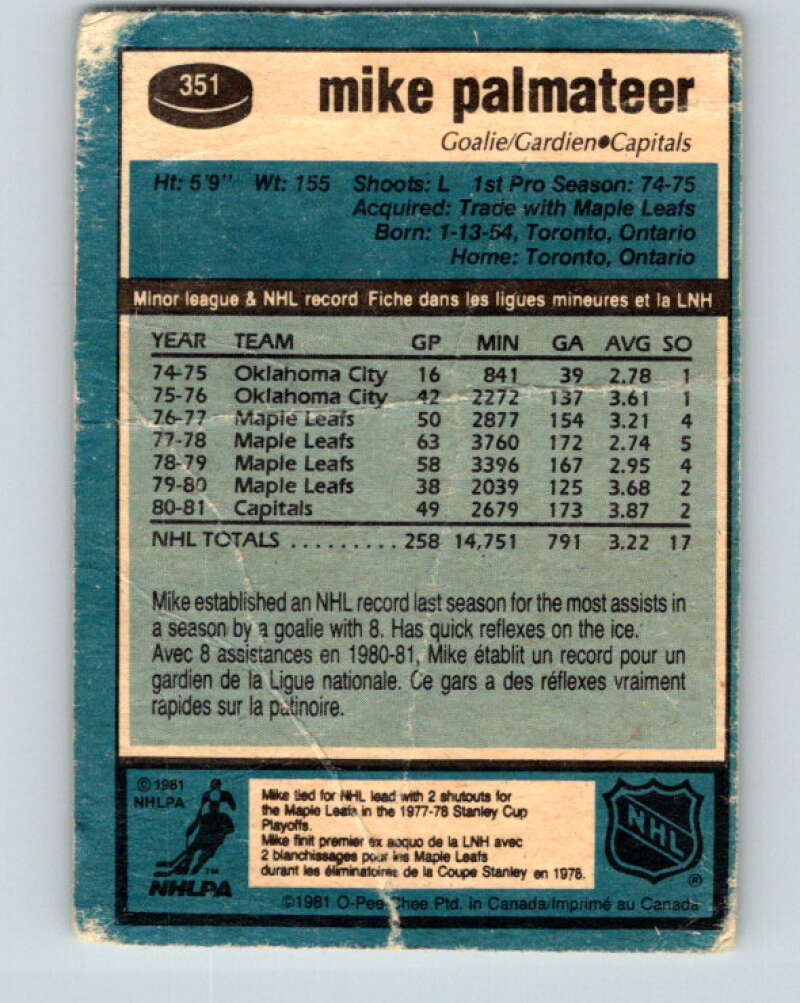 351
mike palmateer
Goalie/Gardien●Capitals
Ht: 5'9" Wt: 155 Shoots: L 1st Pro Season: 74-75
Acquired: Trade with Maple Leafs
Born: 1-13-54, Toronto, Ontario
Home: Toronto, Ontario
Minor league & NHL record Fiche dans les ligues mineures et la LNH
YEAR TEAM GP MIN GA AVG SO
74-75 Oklahoma City 16 841 39 2.78 1
75-76 Oklahoma City 42 2272 137 3.61 1
76-77 Maple Leafs 50 2877 154 3.21 4
77-78 Maple Leafs 63 3760 172 2.74 5
78-79 Maple Leafs 58 3396 167 2.95 4
79-80 Maple Leafs 38 2039 125 3.68 2
80-81 Capitals 49 2679 173 3.87 2
NHL TOTALS .......... 258 14,751 791 3.22 17
Mike established an NHL record last season for the most assists in
a season by a goalie with 8. Has quick reflexes on the ice.
Avec 8 assistances en 1980-81, Mike établit un record pour un
gardien de la Ligue nationale. Ce gars a des réflexes vraiment
rapides sur la patinoire.
© 1981
NHLPA
TM
NHLPA
Mike tied for NHL lead with 2 shutouts for
the Maple Leafs in the 1977-78 Stanley Cup
Playoffs.
Mike finit premier ex aequo de la LNH avec
2 blanchissages pour les Maple Leafs
durant les éliminatoires de la Coupe Stanley en 1978.
NHL
®
©1981 O-Pee-Chee Ptd. in Canada/Imprimé au Canada